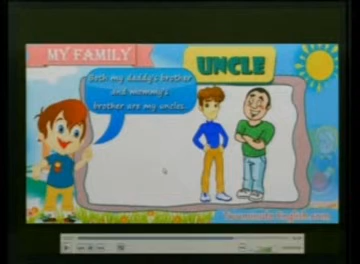 MY FAMILY
UNCLE
Both my daddy's brother
and mommy's
brother are my uncles.